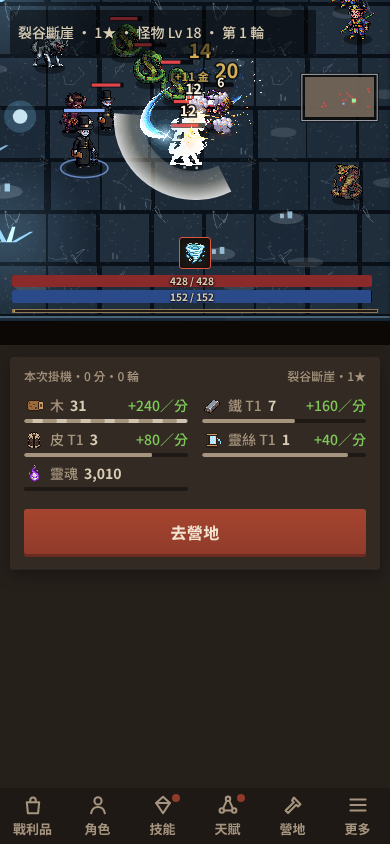 裂谷斷崖 · 1★ · 怪物 Lv 18 · 第 1 輪
14
+11 金
20
12
6
12
428 / 428
152 / 152
本次掛機·0 分·0 輪
裂谷斷崖·1★
木 31 +240／分
鐵 T1 7 +160／分
皮 T1 3 +80／分
靈絲 T1 1 +40／分
靈魂 3,010
去營地
戰利品 角色 技能 天賦 營地 更多